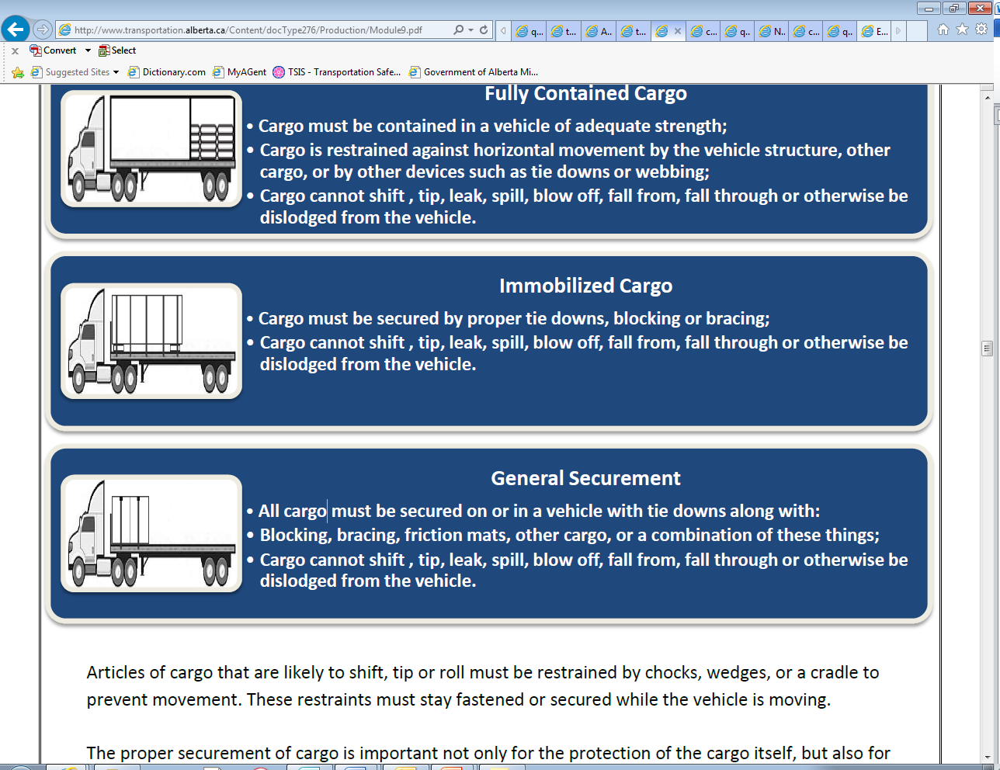 http://www.transportation.alberta.ca/Content/docType276/Production/Module9.pdf
q...
t...
A..
t...
c...
q..
N..
c...
q..
E...
x Convert Select
Suggested Sites Dictionary.com MyAGent TSIS - Transportation Safe... Government of Alberta Mi...
Fully Contained Cargo
• Cargo must be contained in a vehicle of adequate strength;
• Cargo is restrained against horizontal movement by the vehicle structure, other
cargo, or by other devices such as tie downs or webbing;
• Cargo cannot shift , tip, leak, spill, blow off, fall from, fall through or otherwise be
dislodged from the vehicle.
Immobilized Cargo
• Cargo must be secured by proper tie downs, blocking or bracing;
• Cargo cannot shift , tip, leak, spill, blow off, fall from, fall through or otherwise be
dislodged from the vehicle.
General Securement
• All cargo must be secured on or in a vehicle with tie downs along with:
• Blocking, bracing, friction mats, other cargo, or a combination of these things;
• Cargo cannot shift , tip, leak, spill, blow off, fall from, fall through or otherwise be
dislodged from the vehicle.
Articles of cargo that are likely to shift, tip or roll must be restrained by chocks, wedges, or a cradle to
prevent movement. These restraints must stay fastened or secured while the vehicle is moving.
The proper securement of cargo is important not only for the protection of the cargo itself, but also for